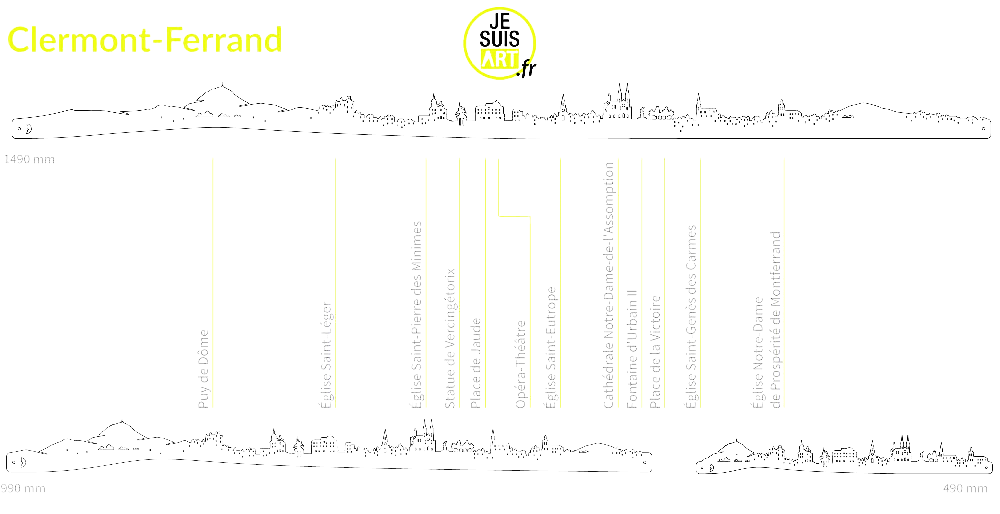 Clermont-Ferrand
JE
SUIS
ART
.fr
1490 mm
Puy de Dôme
Église Saint-Léger
Église Saint-Pierre des Minimes
Statue de Vercingétorix
Place de Jaude
Opéra-Théâtre
Église Saint-Eutrope
Cathédrale Notre-Dame-de-l'Assomption
Fontaine d'Urbain II
Place de la Victoire
Église Saint-Genès des Carmes
Église Notre-Dame
de Prospérité de Montferrand
990 mm
490 mm